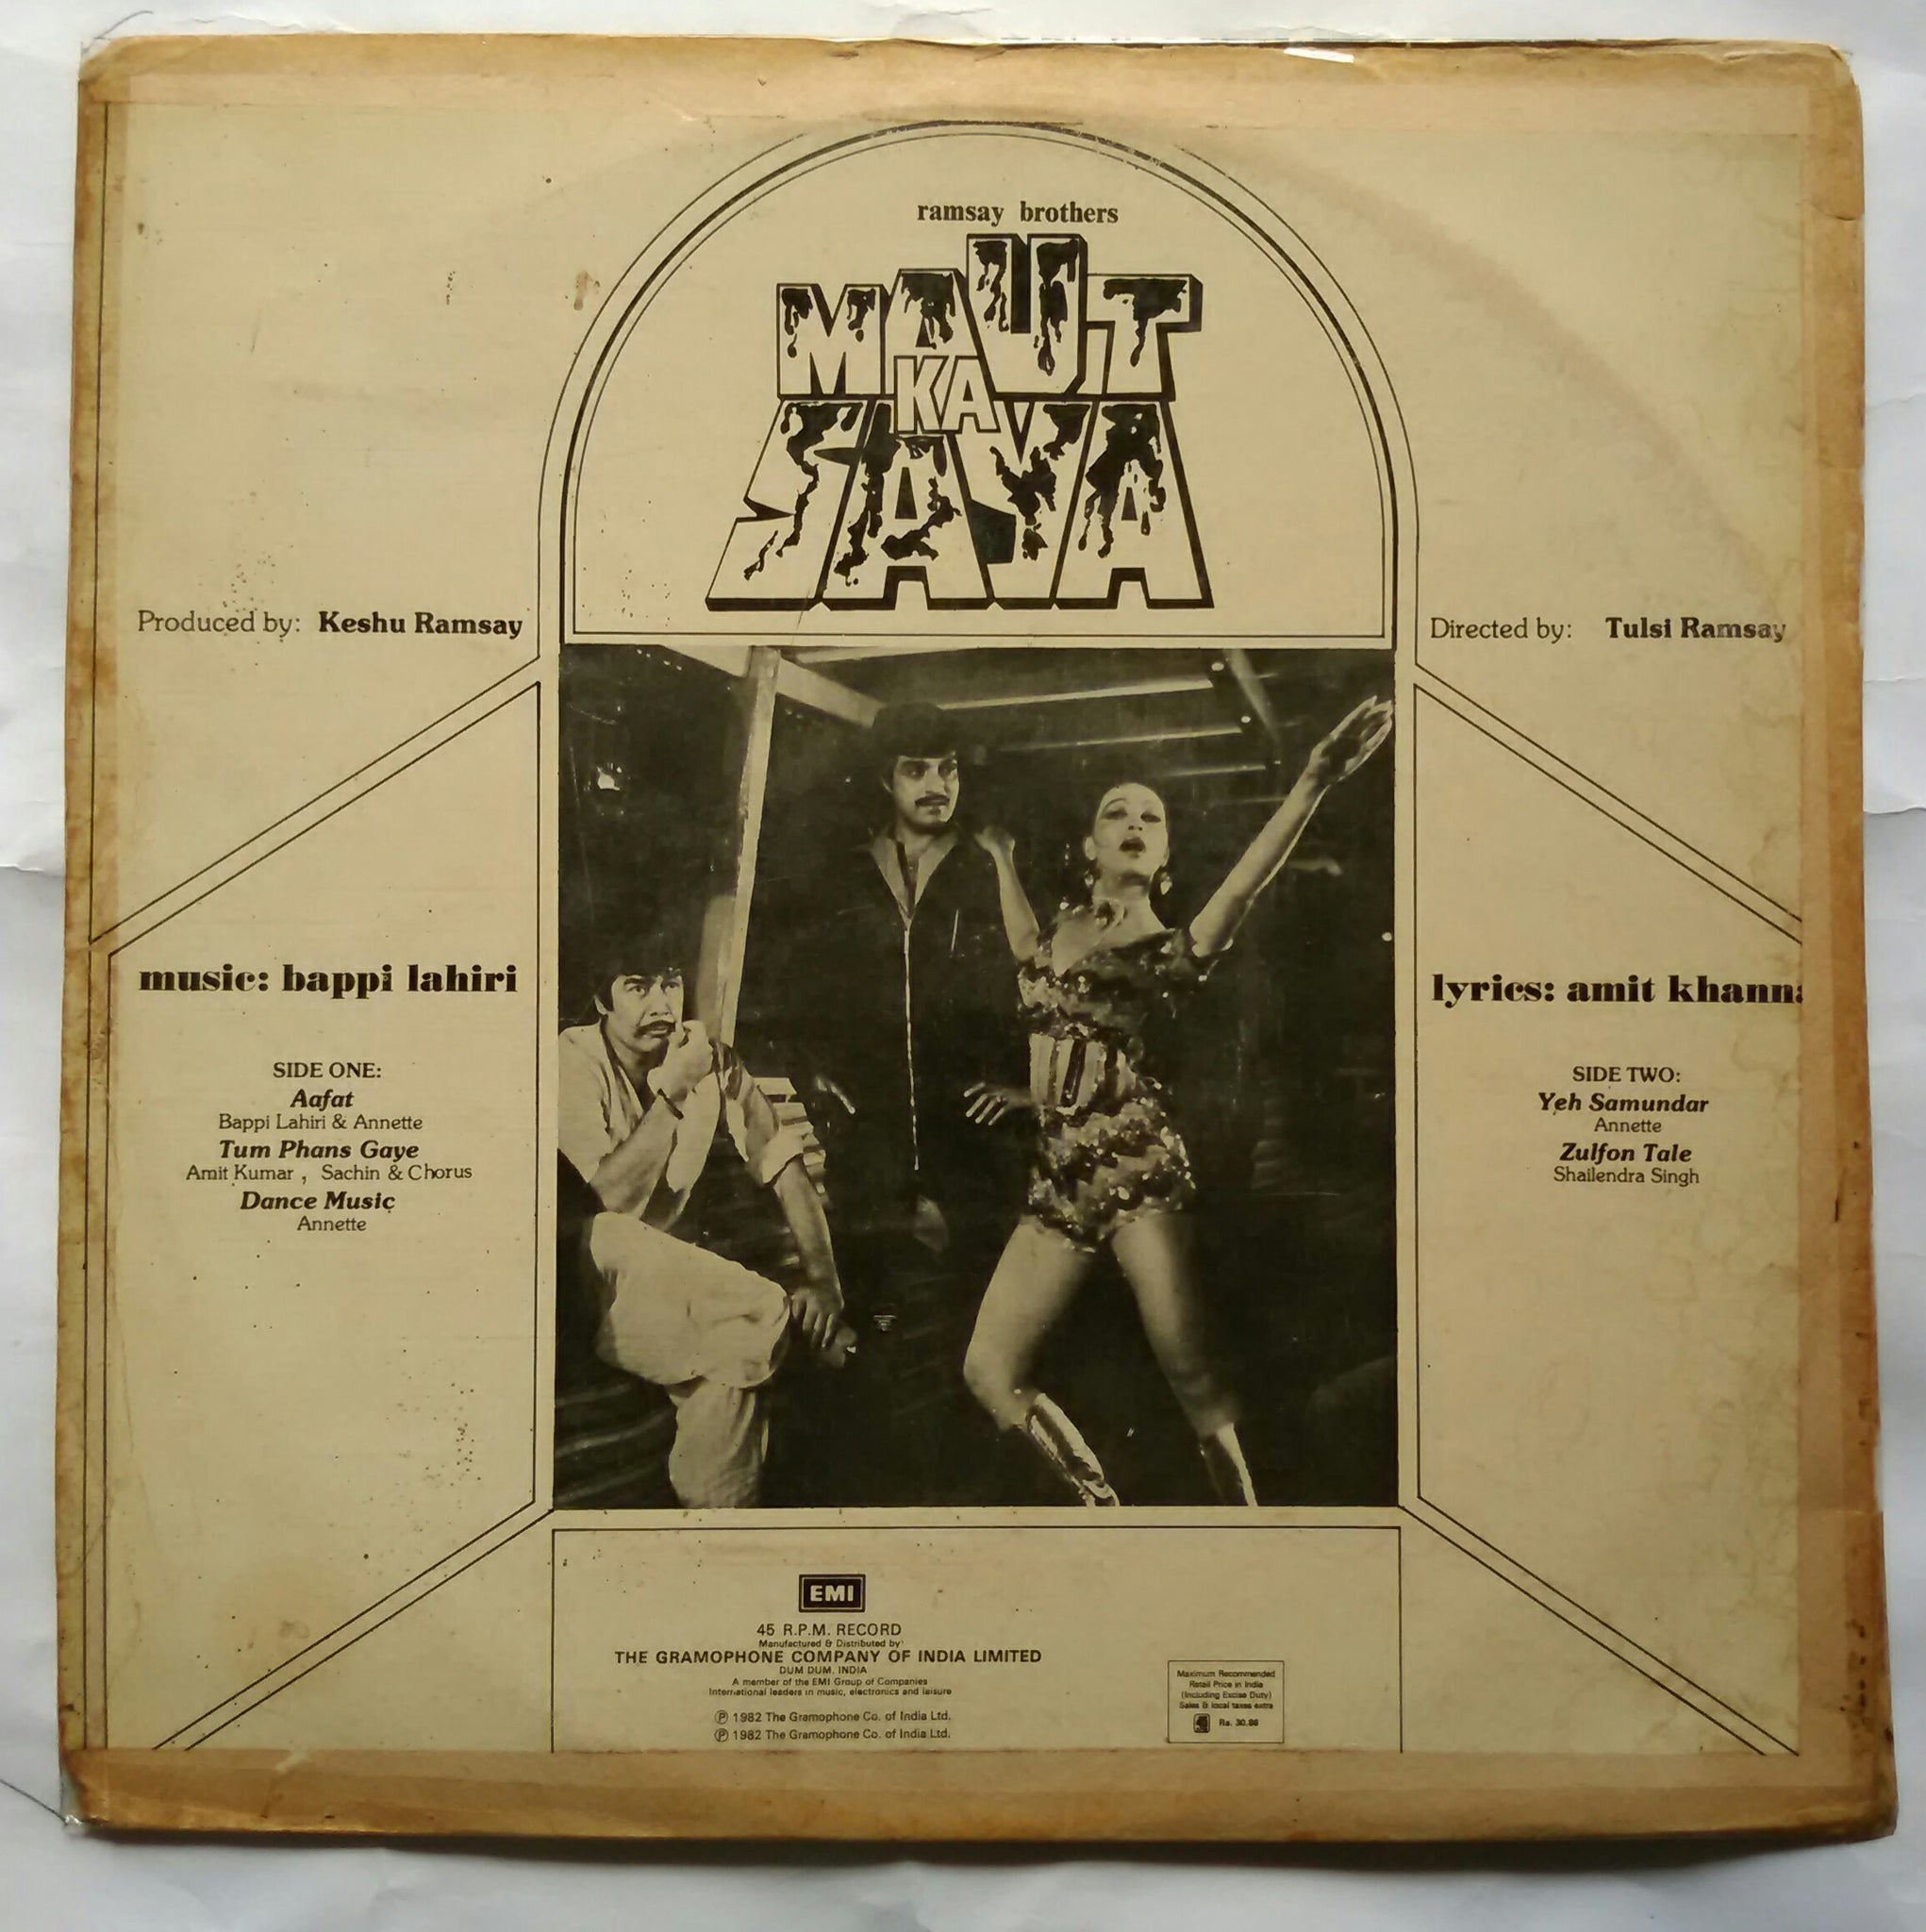 ramsay brothers
MAUT
KA
SAYA
Produced by: Keshu Ramsay
Directed by: Tulsi Ramsay
music: bappi lahiri
SIDE ONE:
Aafat
Bappi Lahiri & Annette
Tum Phans Gaye
Amit Kumar , Sachin & Chorus
Dance Music
Annette
lyrics: amit khanna
SIDE TWO:
Yeh Samundar
Annette
Zulfon Tale
Shailendra Singh
EMI
45 R.P.M. RECORD
Manufactured & Distributed by
THE GRAMOPHONE COMPANY OF INDIA LIMITED
DUM DUM. INDIA
A member of the EMI Group of Companies
International leaders in music, electronics and leisure
Ⓟ 1982 The Gramophone Co. of India Ltd.
Ⓟ 1982 The Gramophone Co. of India Ltd.
Maximum Recommended
Retail Price in India
(Including Excise Duty)
Sales & local taxes extra
Rs.